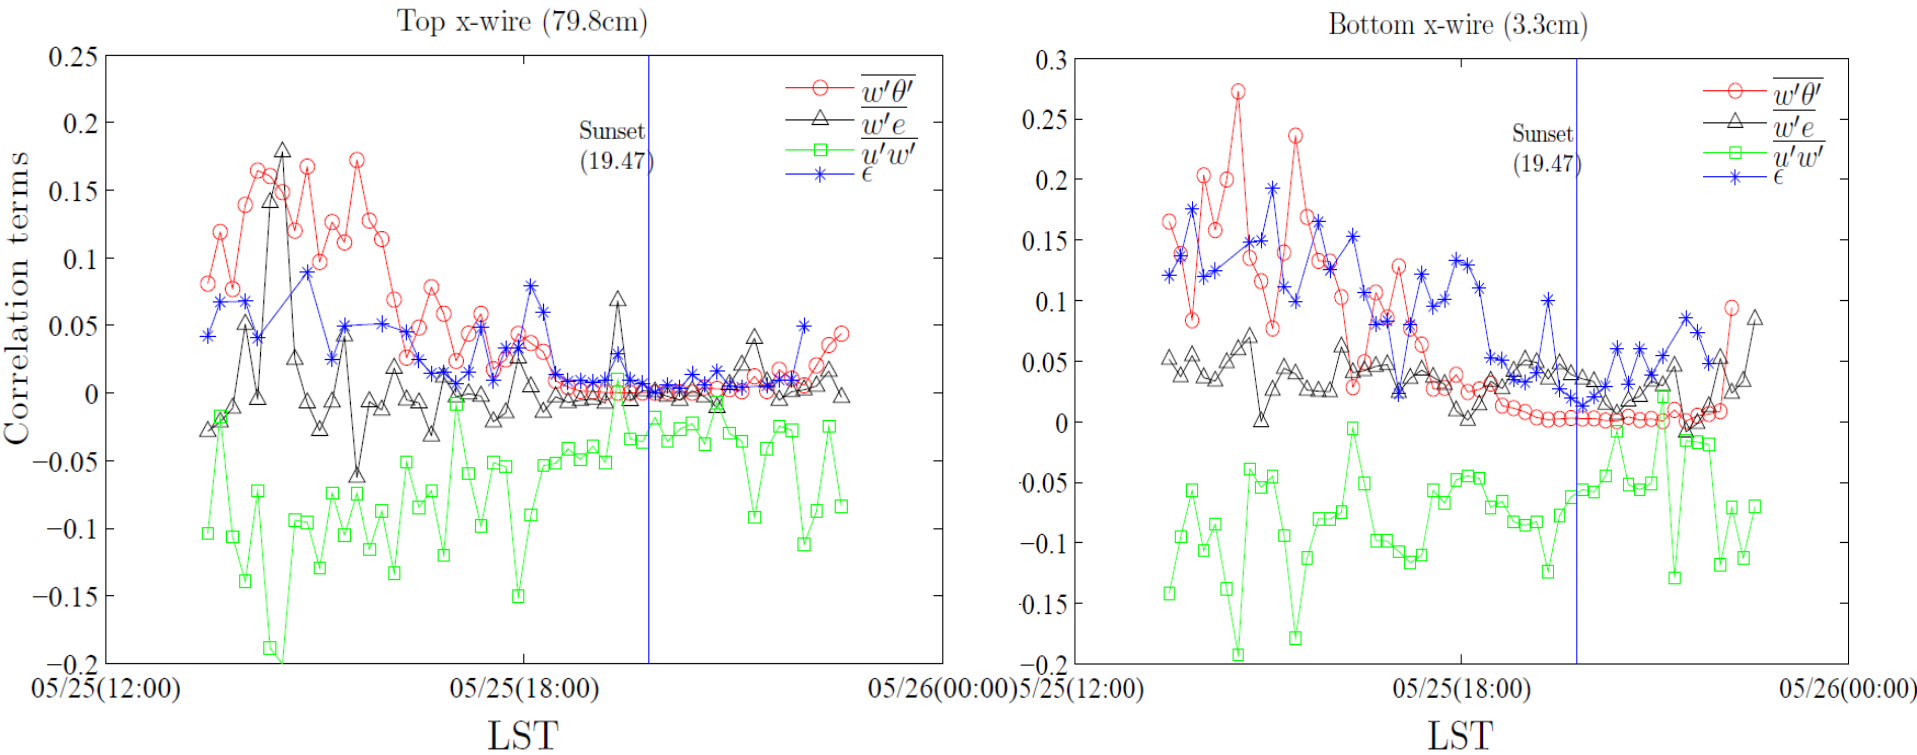 Top x-wire (79.8cm)
Correlation terms
0.25
0.2
0.15
0.1
0.05
0
−0.05
−0.1
−0.15
−0.2
Sunset
(19.47)
w′θ′
w′e
u′w′
ϵ
05/25(12:00)
05/25(18:00)
05/26(00:00)
LST
Bottom x-wire (3.3cm)
0.3
0.25
0.2
0.15
0.1
0.05
0
-0.05
−0.1
·0.15
−0.2
Sunset
(19.47)
w′θ′
w′e
u′w′
ϵ
5/25(12:00)
05/25(18:00)
05/26(00:00)
LST